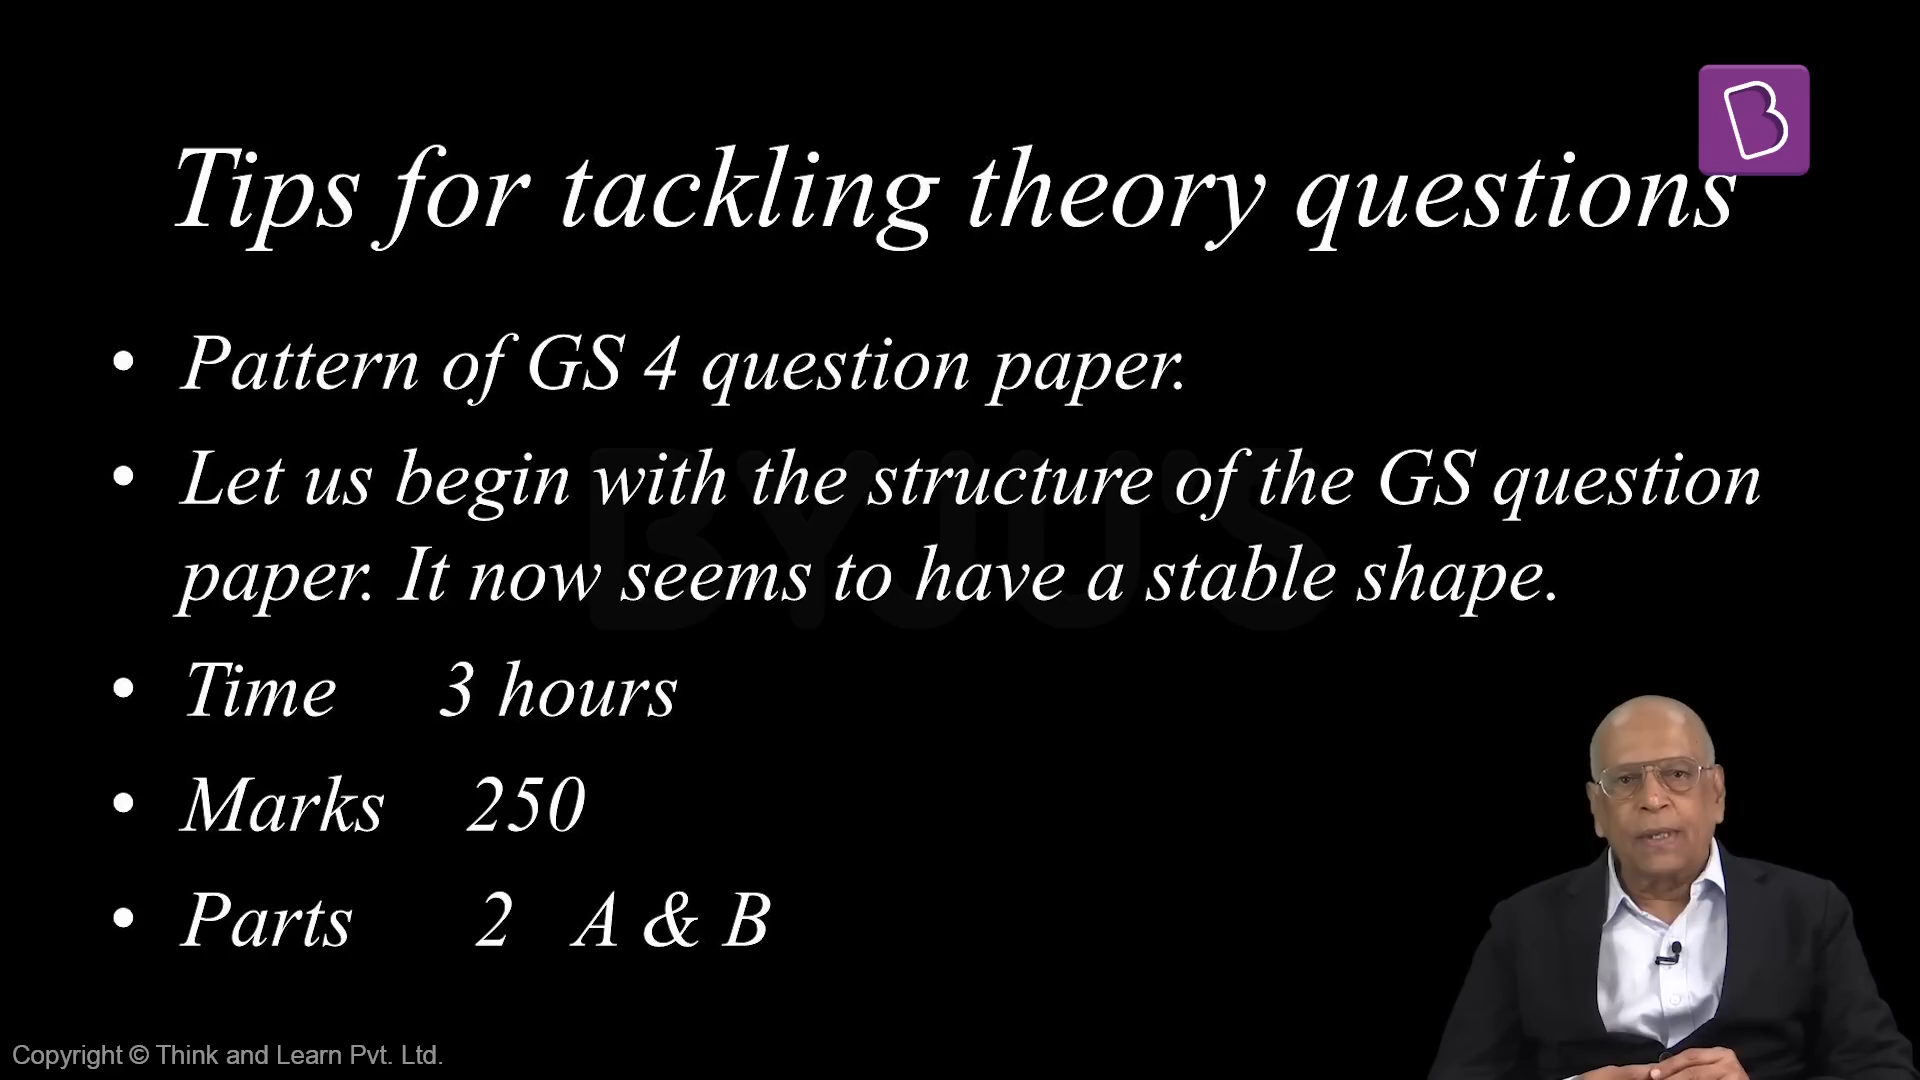 Tips for tackling theory questions
• Pattern of GS 4 question paper.
• Let us begin with the structure of the GS question
paper. It now seems to have a stable shape.
• Time 3 hours
• Marks 250
• Parts 2 A & B
BYJU'S
Copyright © Think and Learn Pvt. Ltd.